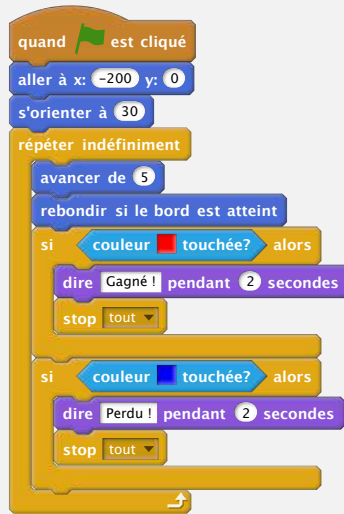 quand est cliqué
aller à x: -200 y: 0
s'orienter à 30
répéter indéfiniment
avancer de 5
rebondir si le bord est atteint
si couleur touchée? alors
dire Gagné ! pendant 2 secondes
stop tout
si couleur touchée? alors
dire Perdu ! pendant 2 secondes
stop tout